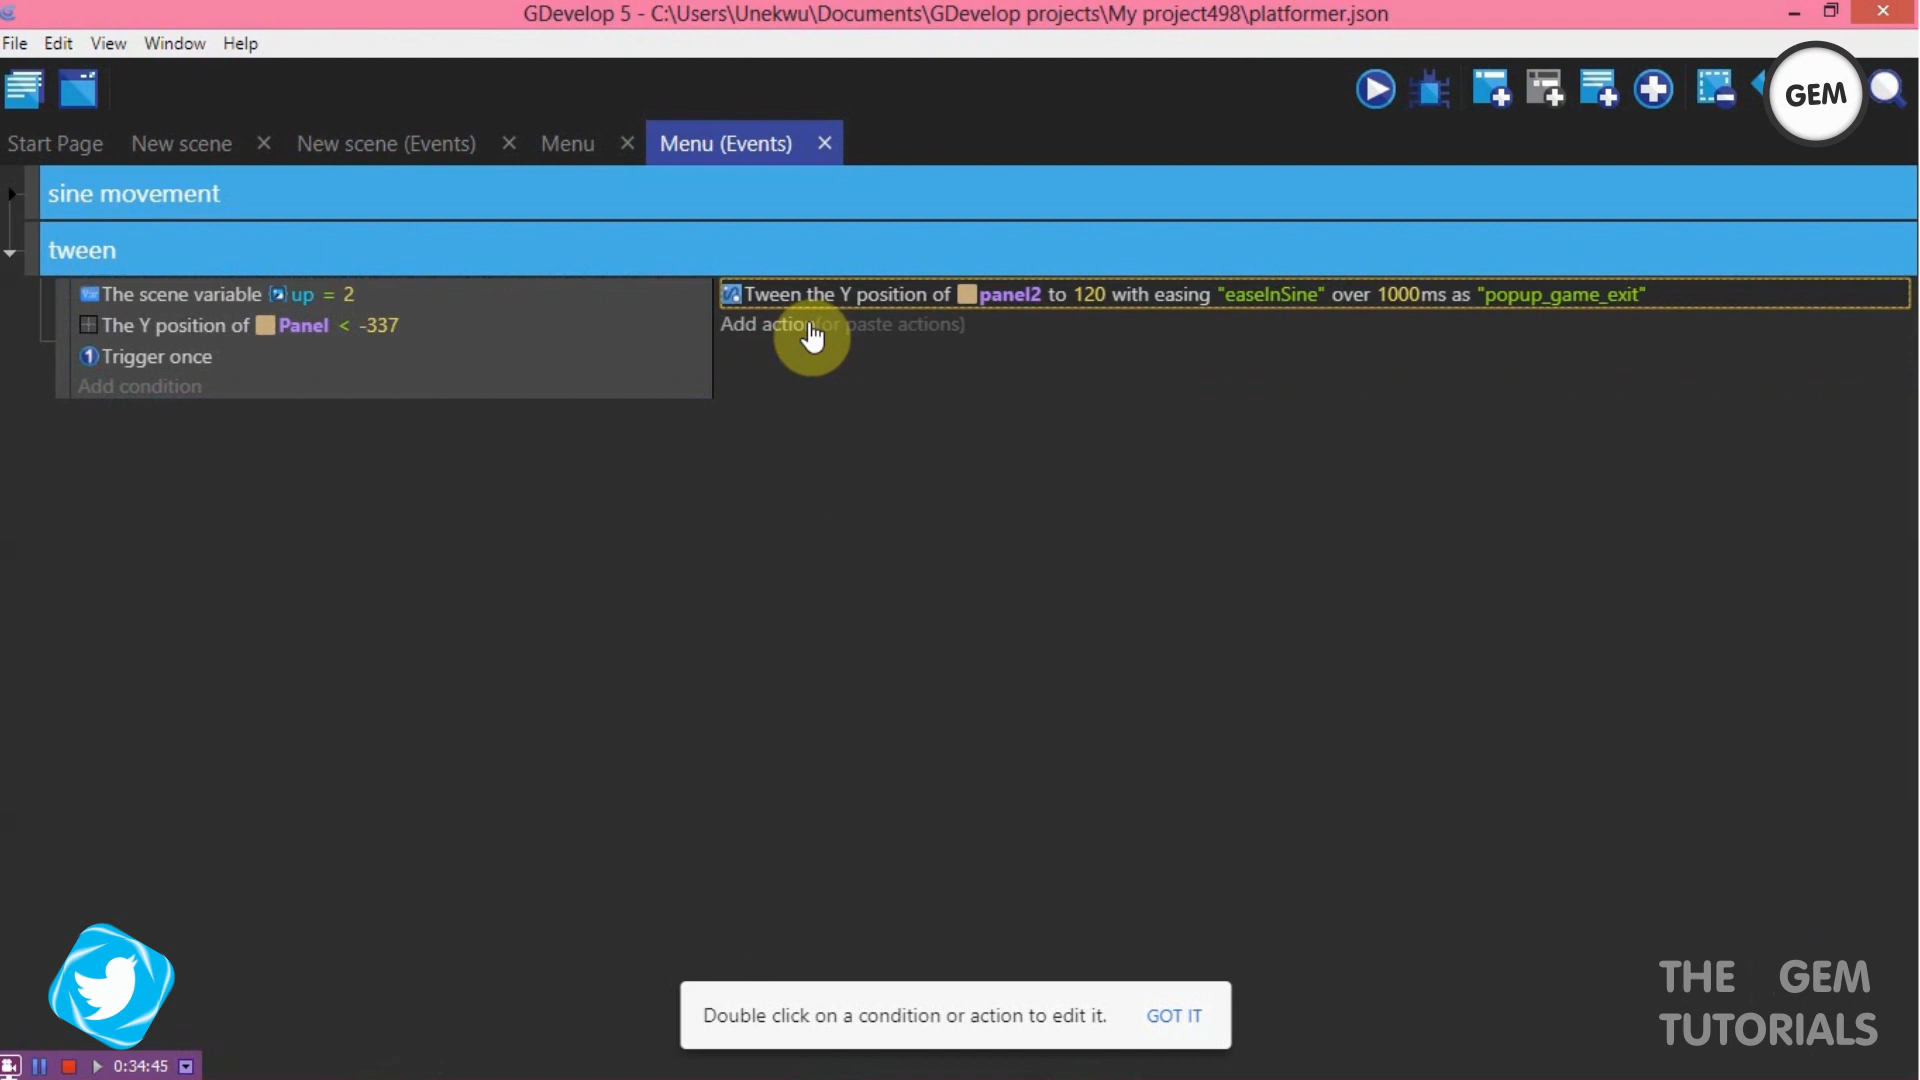 GDevelop 5 - C:\Users\Unekwu\Documents\GDevelop projects\My project498\platformer.json
File Edit View Window Help
GEM
Start Page New scene New scene (Events) Menu Menu (Events)
sine movement
tween
The scene variable up = 2
The Y position of Panel < -337
Trigger once
Add condition
Tween the Y position of panel2 to 120 with easing "easeInSine" over 1000ms as "popup_game_exit"
Add action (or paste actions)
Double click on a condition or action to edit it. GOT IT
THE GEM
TUTORIALS
0:34:45